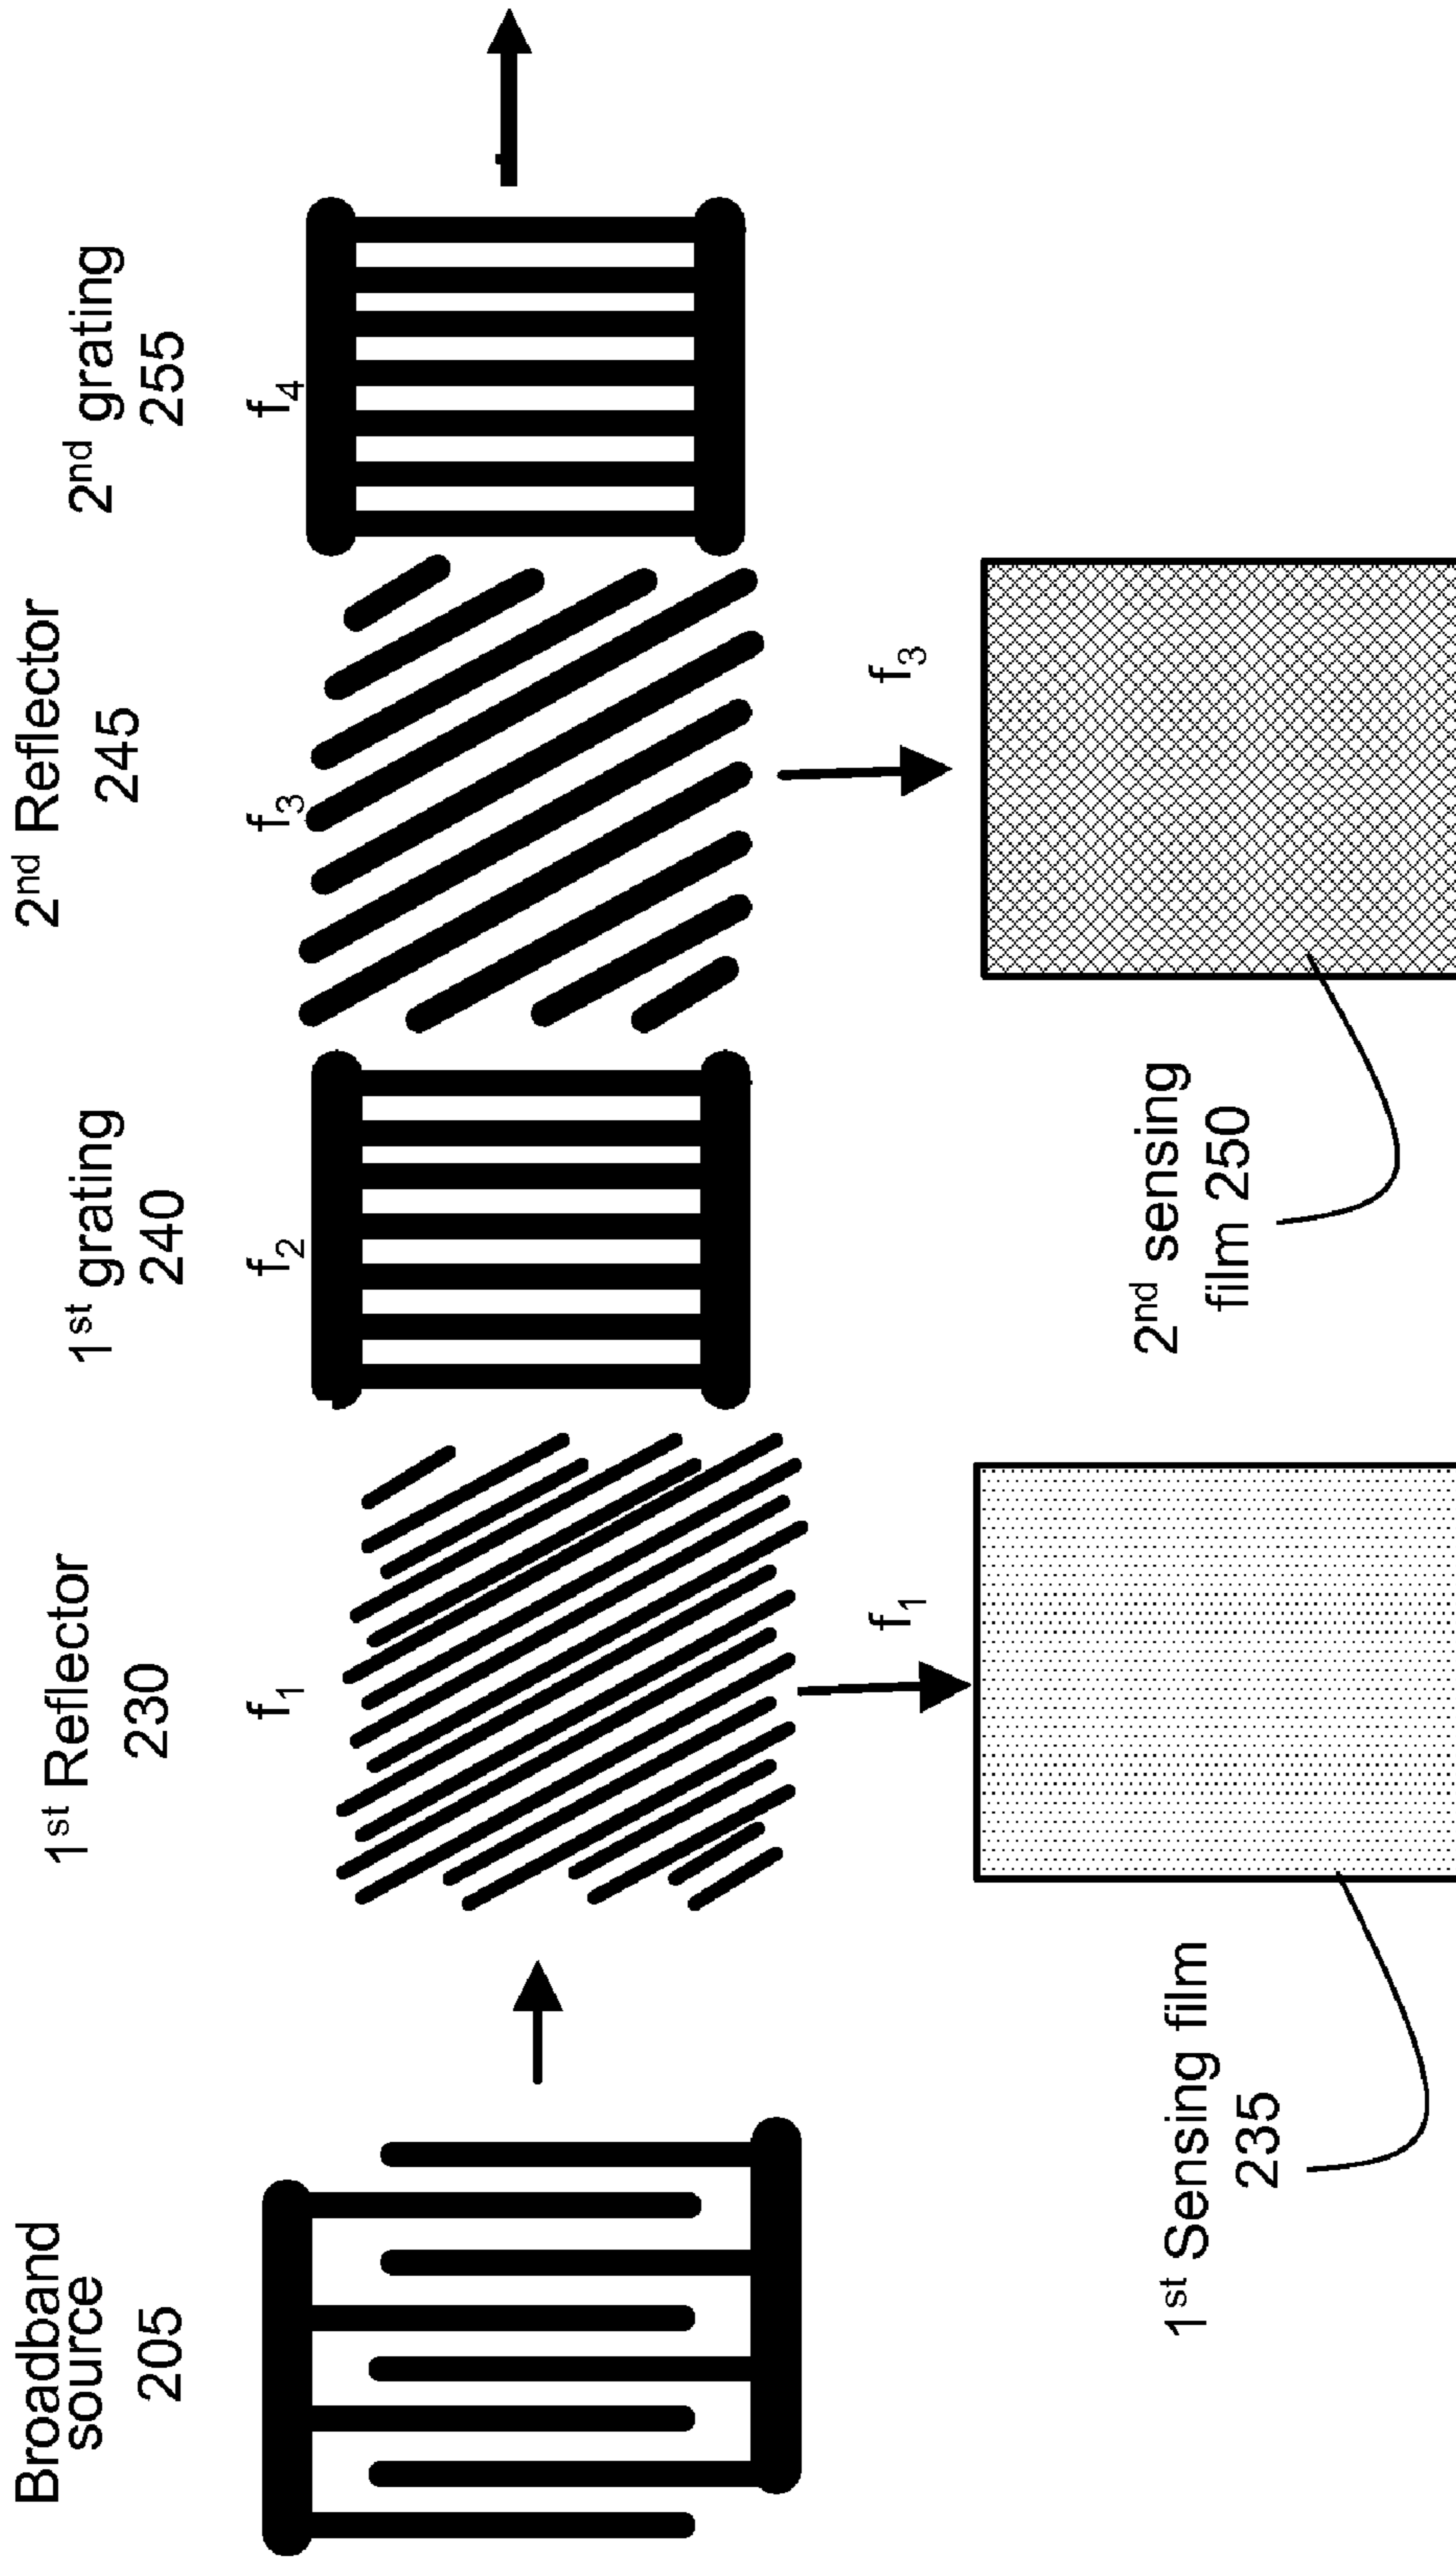 Broadband
source
205
1st Reflector
230
1st grating
240
2nd Reflector
245
2nd grating
255
f1
f2
f3
f4
f1
f3
1st Sensing film
235
2nd sensing
film 250